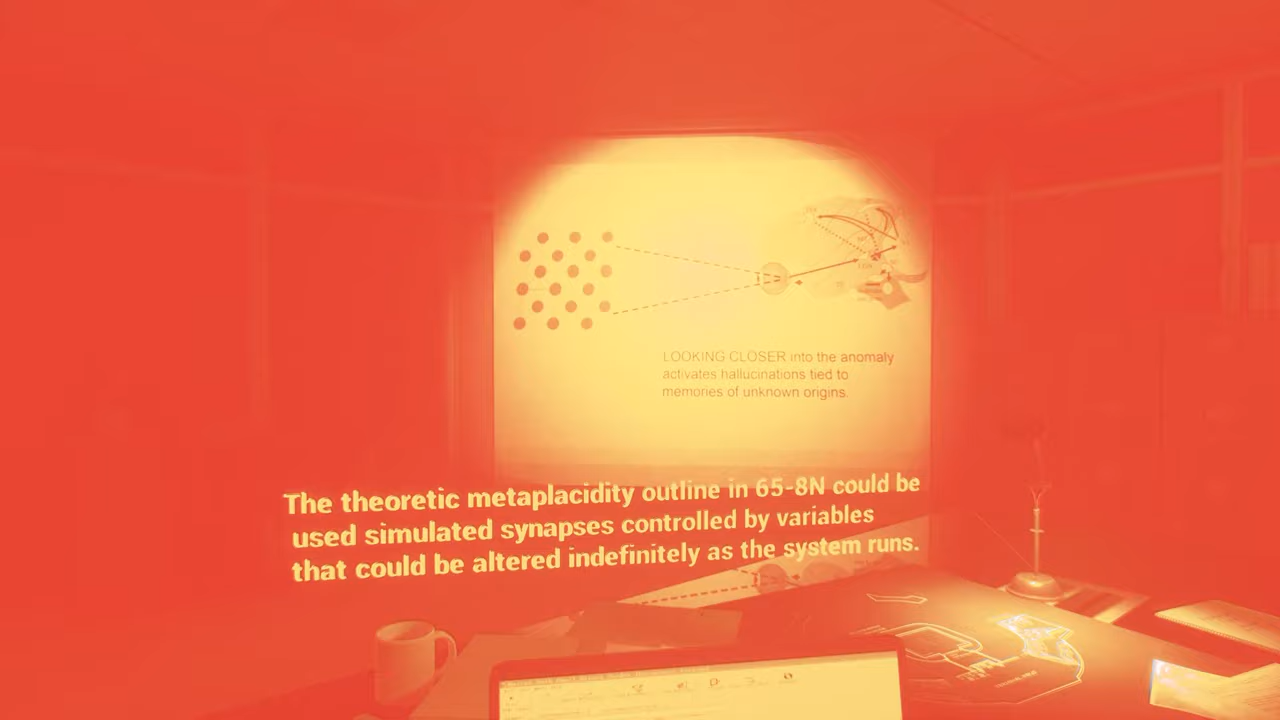 LOOKING CLOSER into the anomaly
activates hallucinations tied to
memories of unknown origins.
The theoretic metaplacidity outline in 65-8N could be
used simulated synapses controlled by variables
that could be altered indefinitely as the system runs.